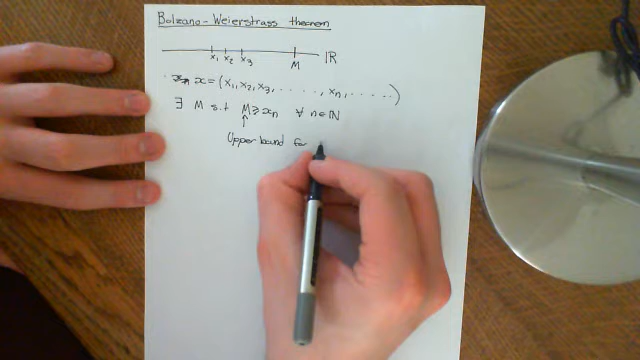 Bolzano-Weierstrass theorem
x₁ x₂ x₃ M ℝ
x = (x₁, x₂, x₃, . . . . . , xₙ, . . . . . )
∃ M s.t M ⩾ xₙ ∀ n ∈ ℕ
↑
Upper bound for